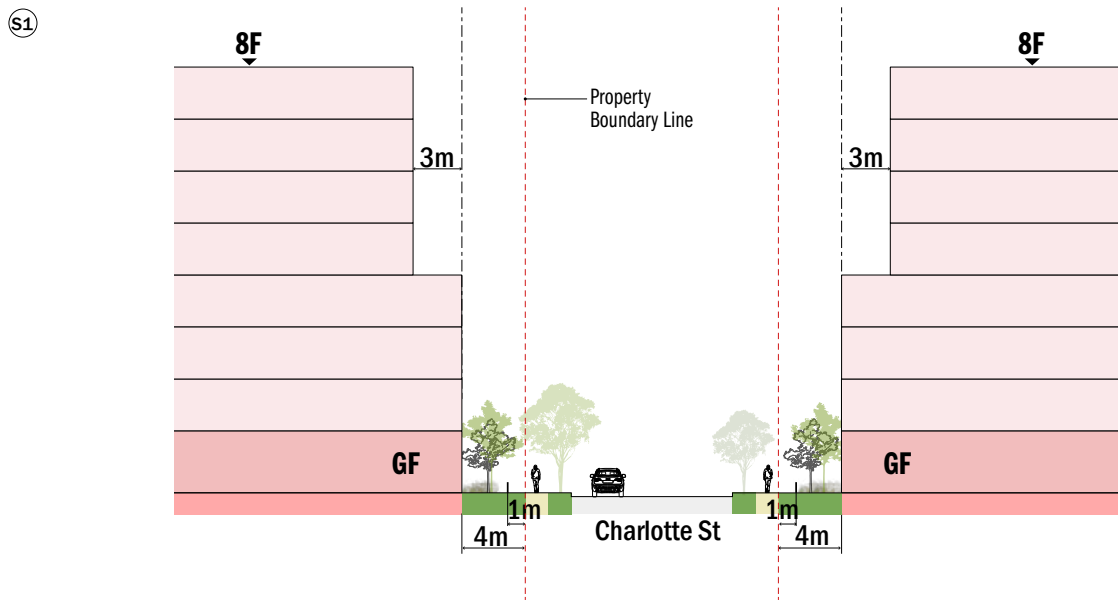 S1
8F
8F
Property
Boundary Line
3m
3m
GF
GF
1m
1m
4m
Charlotte St
4m